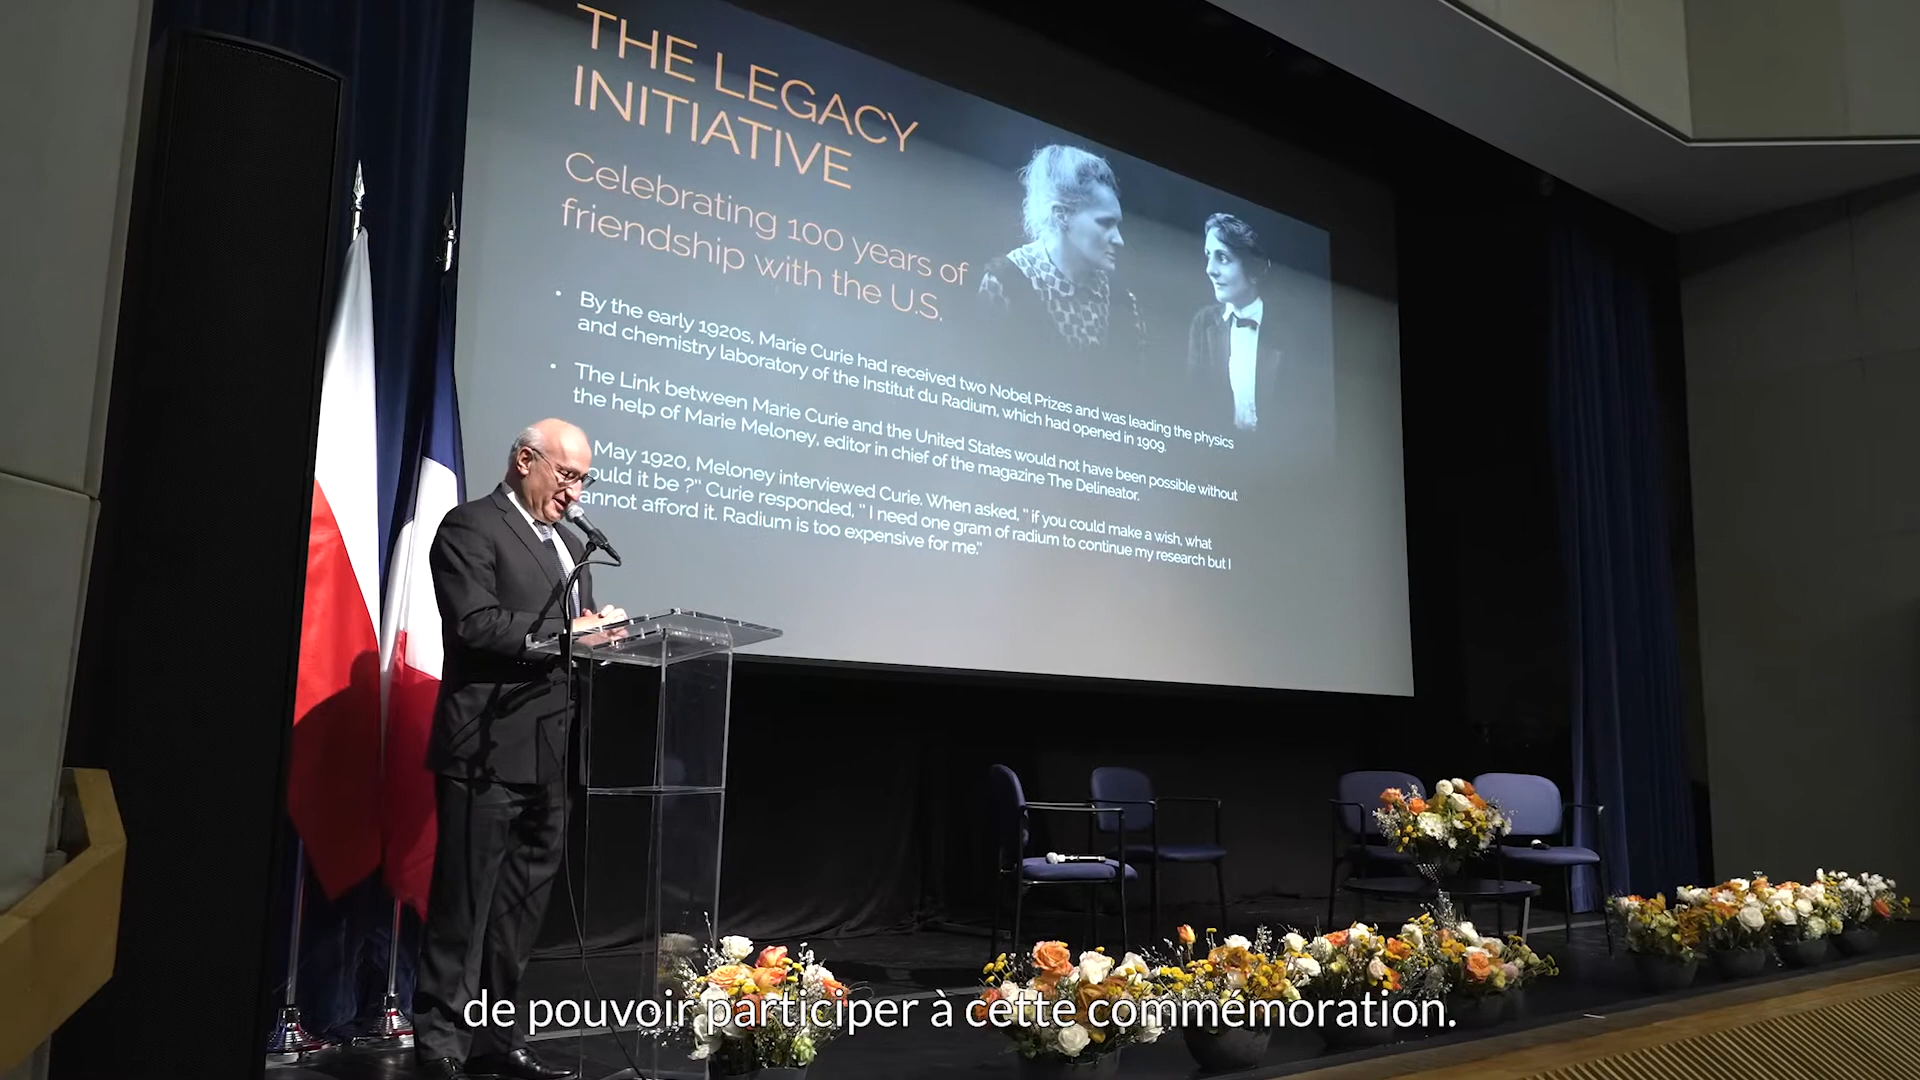 THE LEGACY
INITIATIVE
Celebrating 100 years of
friendship with the U.S.
• By the early 1920s, Marie Curie had received two Nobel Prizes and was leading the physics
and chemistry laboratory of the Institut du Radium, which had opened in 1909.
• The Link between Marie Curie and the United States would not have been possible without
the help of Marie Meloney, editor in chief of the magazine The Delineator.
May 1920, Meloney interviewed Curie. When asked, " if you could make a wish, what
ould it be ?" Curie responded, " I need one gram of radium to continue my research but I
annot afford it. Radium is too expensive for me."
de pouvoir participer à cette commémoration.